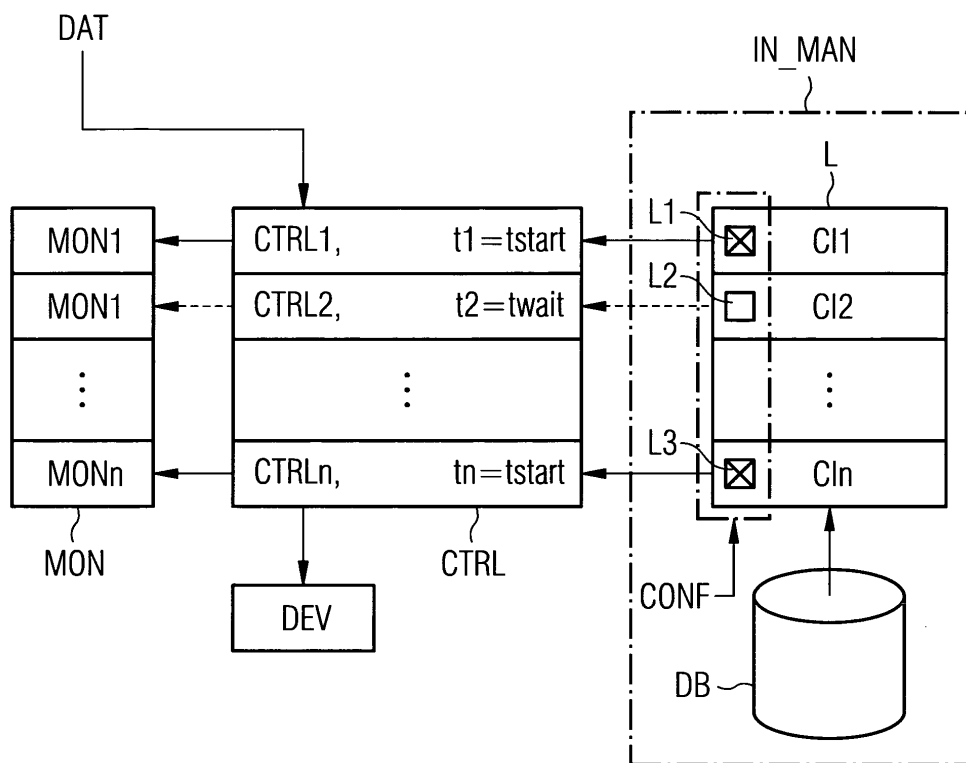 DAT
IN_MAN
L
MON1 CTRL1, t1=tstart L1 CI1
MON1 CTRL2, t2=twait L2 CI2
⋮ ⋮ ⋮
MONn CTRLn, tn=tstart L3 CIn
MON CTRL
CONF
DEV
DB